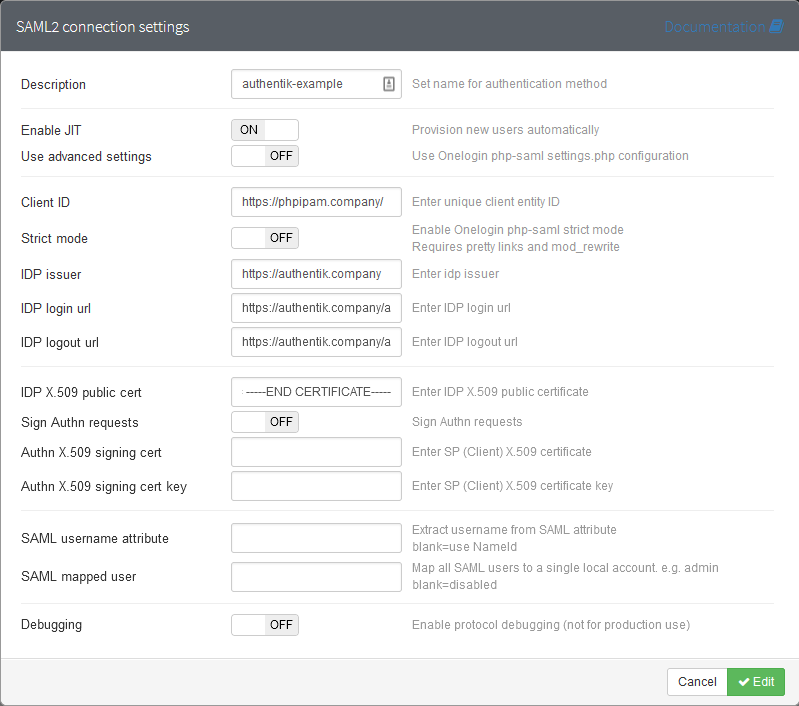 SAML2 connection settings Documentation
Description authentik-example Set name for authentication method
Enable JIT ON Provision new users automatically
Use advanced settings OFF Use Onelogin php-saml settings.php configuration
Client ID https://phpipam.company/ Enter unique client entity ID
Strict mode OFF Enable Onelogin php-saml strict mode
Requires pretty links and mod_rewrite
IDP issuer https://authentik.company Enter idp issuer
IDP login url https://authentik.company/a Enter IDP login url
IDP logout url https://authentik.company/a Enter IDP logout url
IDP X.509 public cert -----END CERTIFICATE----- Enter IDP X.509 public certificate
Sign Authn requests OFF Sign Authn requests
Authn X.509 signing cert Enter SP (Client) X.509 certificate
Authn X.509 signing cert key Enter SP (Client) X.509 certificate key
SAML username attribute Extract username from SAML attribute
blank=use NameId
SAML mapped user Map all SAML users to a single local account. e.g. admin
blank=disabled
Debugging OFF Enable protocol debugging (not for production use)
Cancel Edit